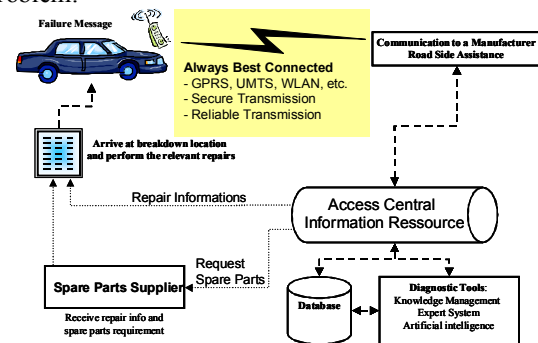 Failure Message
Always Best Connected
- GPRS, UMTS, WLAN, etc.
- Secure Transmission
- Reliable Transmission
Communication to a Manufacturer
Road Side Assistance
Arrive at breakdown location
and perform the relevant repairs
Repair Informations
Access Central
Information Ressource
Request
Spare Parts
Spare Parts Supplier
Receive repair info and
spare parts requirement
Database
Diagnostic Tools:
Knowledge Management
Expert System
Artificial intelligence